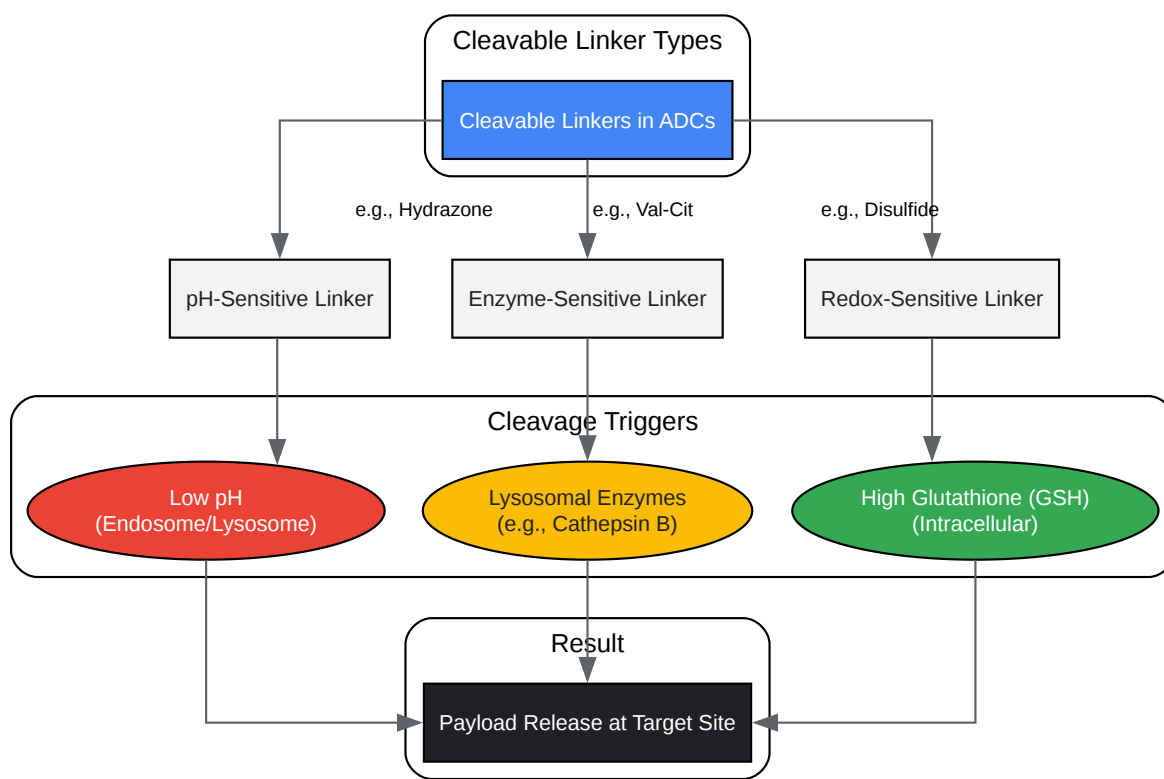 Cleavable Linker Types
Cleavable Linkers in ADCs
e.g., Hydrazone
e.g., Val-Cit
e.g., Disulfide
pH-Sensitive Linker
Enzyme-Sensitive Linker
Redox-Sensitive Linker
Cleavage Triggers
Low pH
(Endosome/Lysosome)
Lysosomal Enzymes
(e.g., Cathepsin B)
High Glutathione (GSH)
(Intracellular)
Result
Payload Release at Target Site